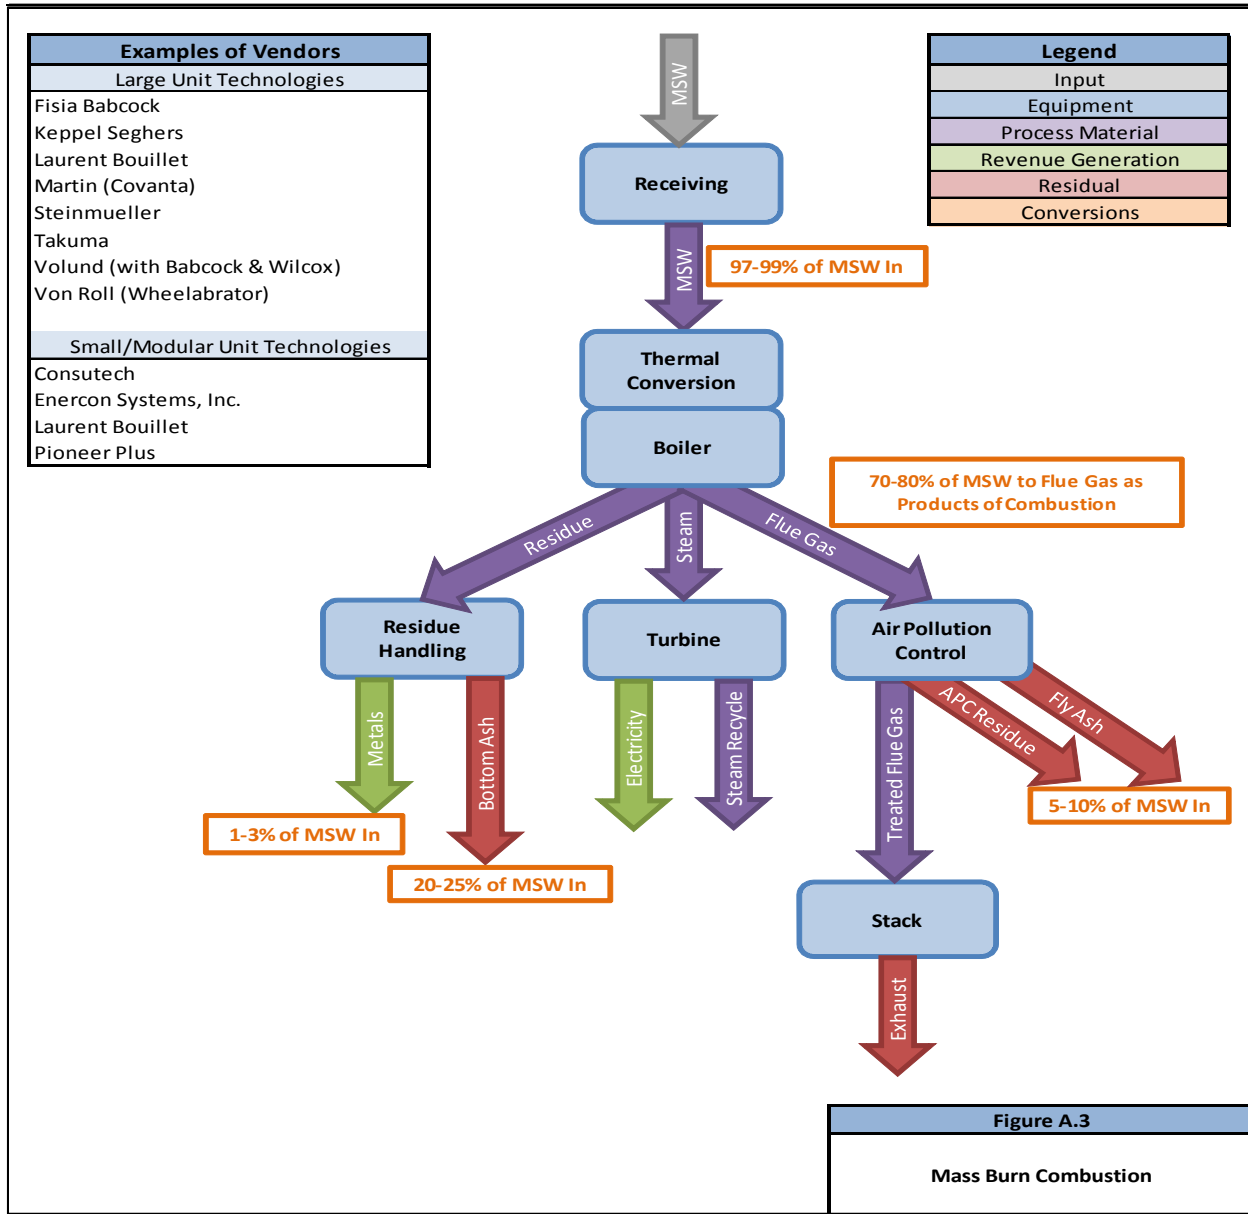 Examples of Vendors
Large Unit Technologies
Fisia Babcock
Keppel Seghers
Laurent Bouillet
Martin (Covanta)
Steinmueller
Takuma
Volund (with Babcock & Wilcox)
Von Roll (Wheelabrator)
Small/Modular Unit Technologies
Consutech
Enercon Systems, Inc.
Laurent Bouillet
Pioneer Plus
Legend
Input
Equipment
Process Material
Revenue Generation
Residual
Conversions
MSW
Receiving
MSW
97-99% of MSW In
Thermal
Conversion
Boiler
70-80% of MSW to Flue Gas as
Products of Combustion
Residue
Steam
Flue Gas
Residue
Handling
Turbine
Air Pollution
Control
Metals
Bottom Ash
Electricity
Steam Recycle
Treated Flue Gas
APC Residue
Fly Ash
1-3% of MSW In
20-25% of MSW In
5-10% of MSW In
Stack
Exhaust
Figure A.3
Mass Burn Combustion